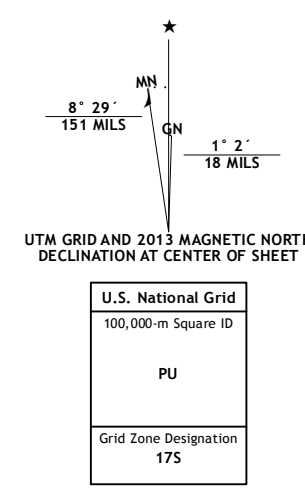 ★
MN
GN
8° 29´
151 MILS
1° 2´
18 MILS
UTM GRID AND 2013 MAGNETIC NORTH
DECLINATION AT CENTER OF SHEET
U.S. National Grid
100,000-m Square ID
PU
Grid Zone Designation
17S